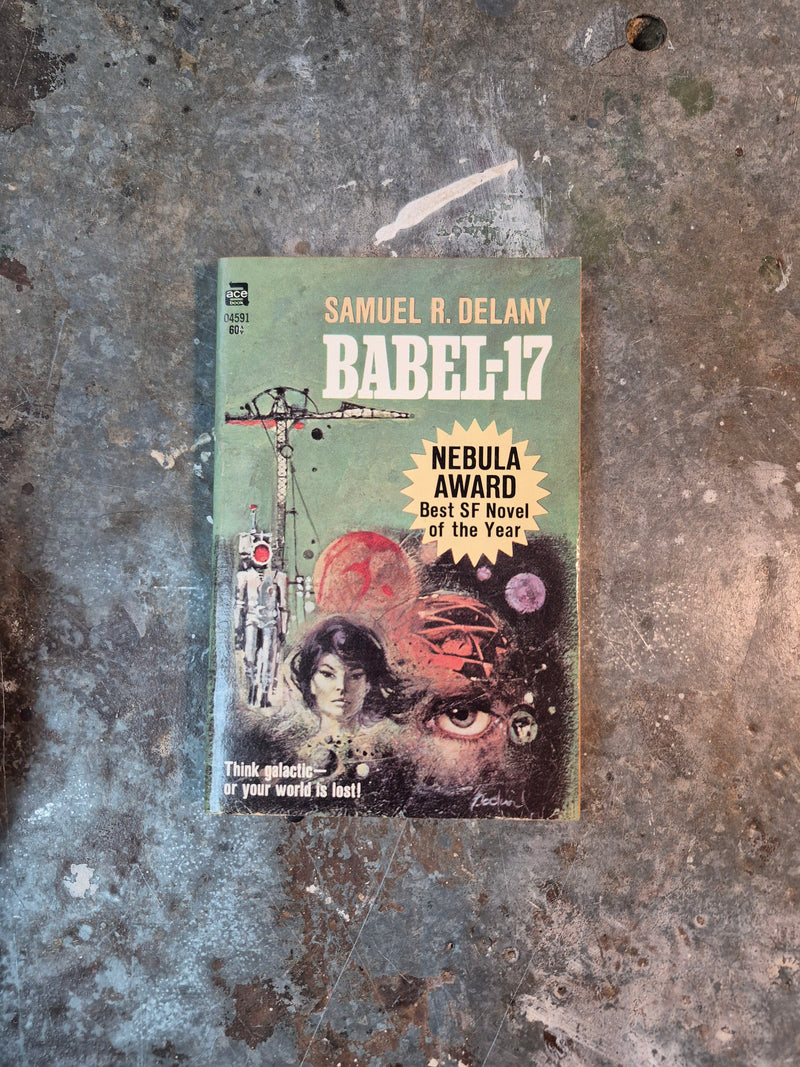 ace
book
04591
60¢
SAMUEL R. DELANY
BABEL-17
NEBULA
AWARD
Best SF Novel
of the Year
Think galactic—
or your world is lost!